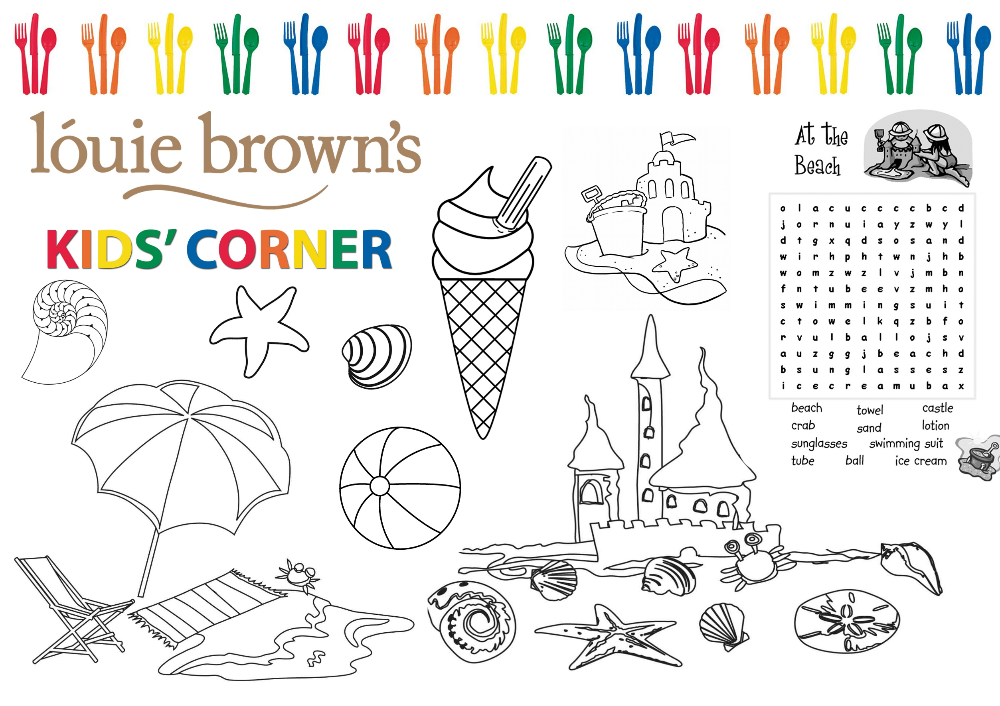 lóuie brown's
KIDS' CORNER
At the
Beach
o l a c u c c c c b c d
j o r n u i a y z w y l
d t g x q d s o s a n d
w i r h p h t w n j h b
w o m z w z l v j m b n
f n t u b e e v z m h o
s w i m m i n g s u i t
c t o w e l k q z b f o
r v u l b a l l o j s v
a u z g g j b e a c h d
b s u n g l a s s e s z
i c e c r e a m u b a x
beach towel castle
crab sand lotion
sunglasses swimming suit
tube ball ice cream